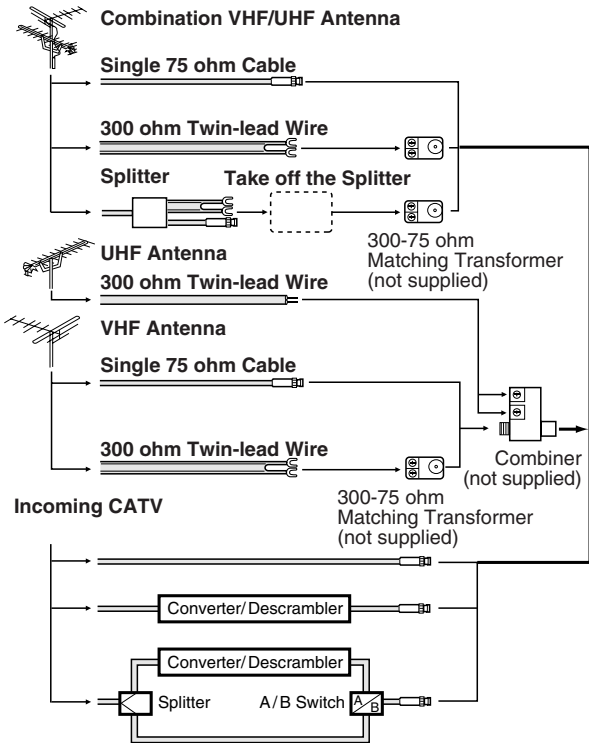 Combination VHF/UHF Antenna
Single 75 ohm Cable
300 ohm Twin-lead Wire
Splitter
Take off the Splitter
300-75 ohm
Matching Transformer
(not supplied)
UHF Antenna
300 ohm Twin-lead Wire
VHF Antenna
Single 75 ohm Cable
300 ohm Twin-lead Wire
Combiner
(not supplied)
300-75 ohm
Matching Transformer
(not supplied)
Incoming CATV
Converter/Descrambler
Converter/Descrambler
Splitter
A/B Switch
A/B